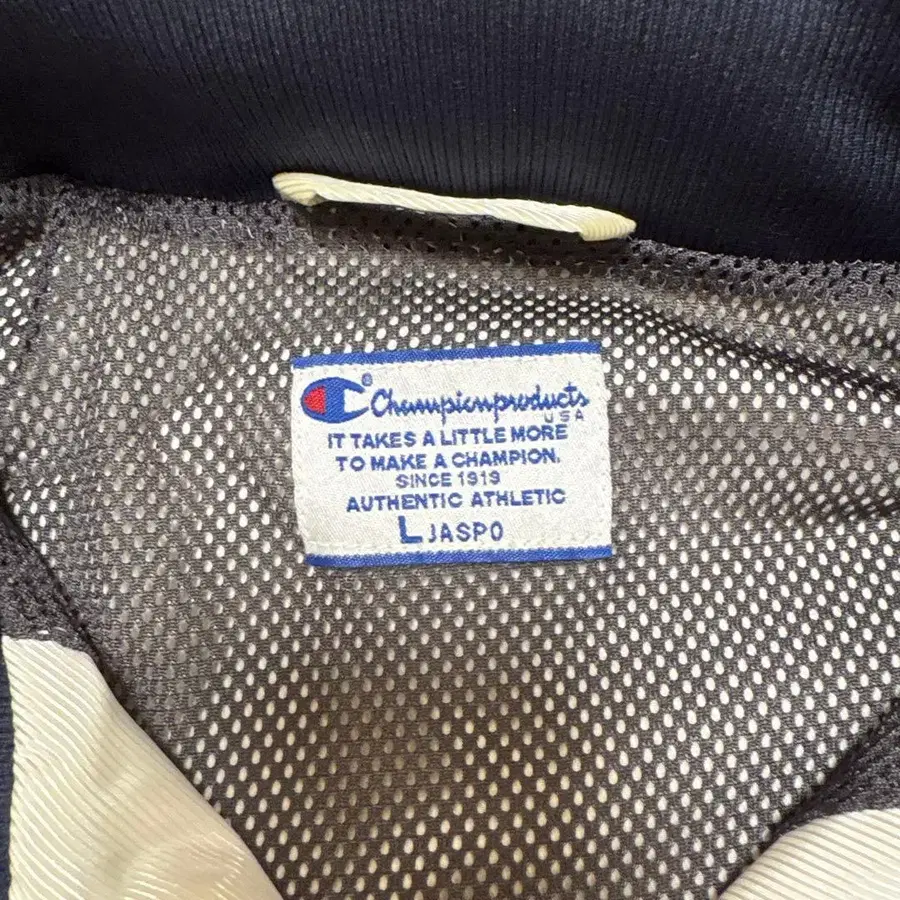 ® Championproducts
USA
IT TAKES A LITTLE MORE
TO MAKE A CHAMPION.
SINCE 1919
AUTHENTIC ATHLETIC
L JASPO